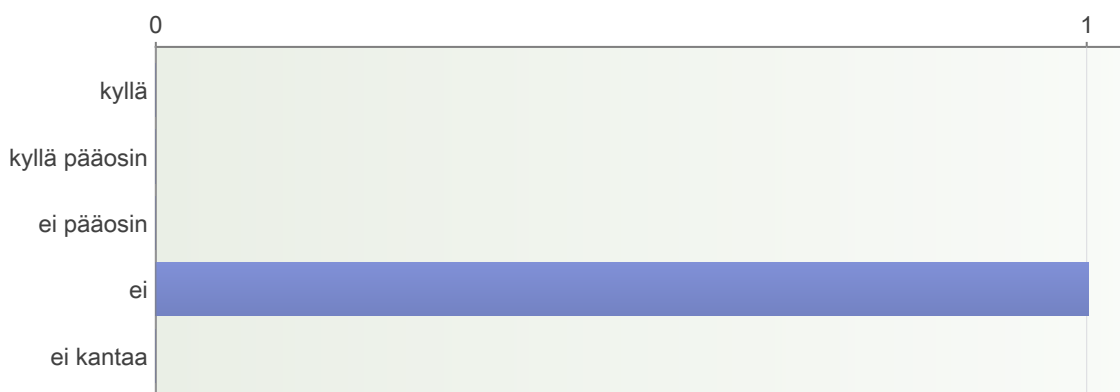 0 1
kyllä
kyllä pääosin
ei pääosin
ei
ei kantaa